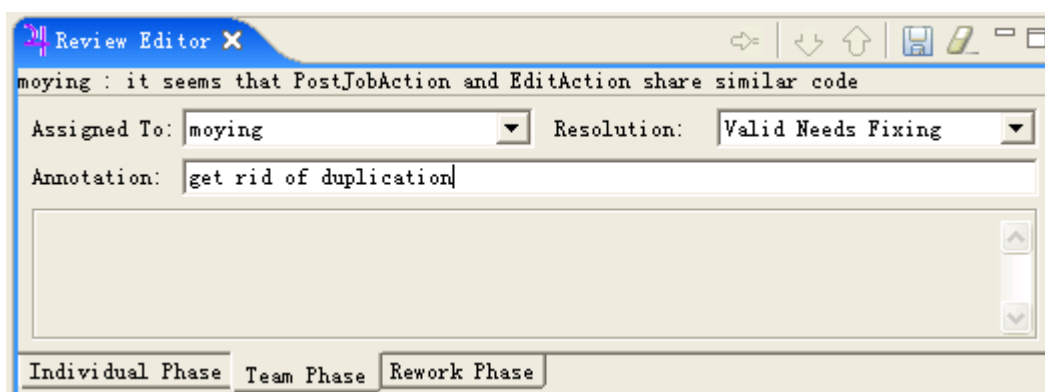 Review Editor
moying : it seems that PostJobAction and EditAction share similar code
Assigned To: moying Resolution: Valid Needs Fixing
Annotation: get rid of duplication
Individual Phase Team Phase Rework Phase